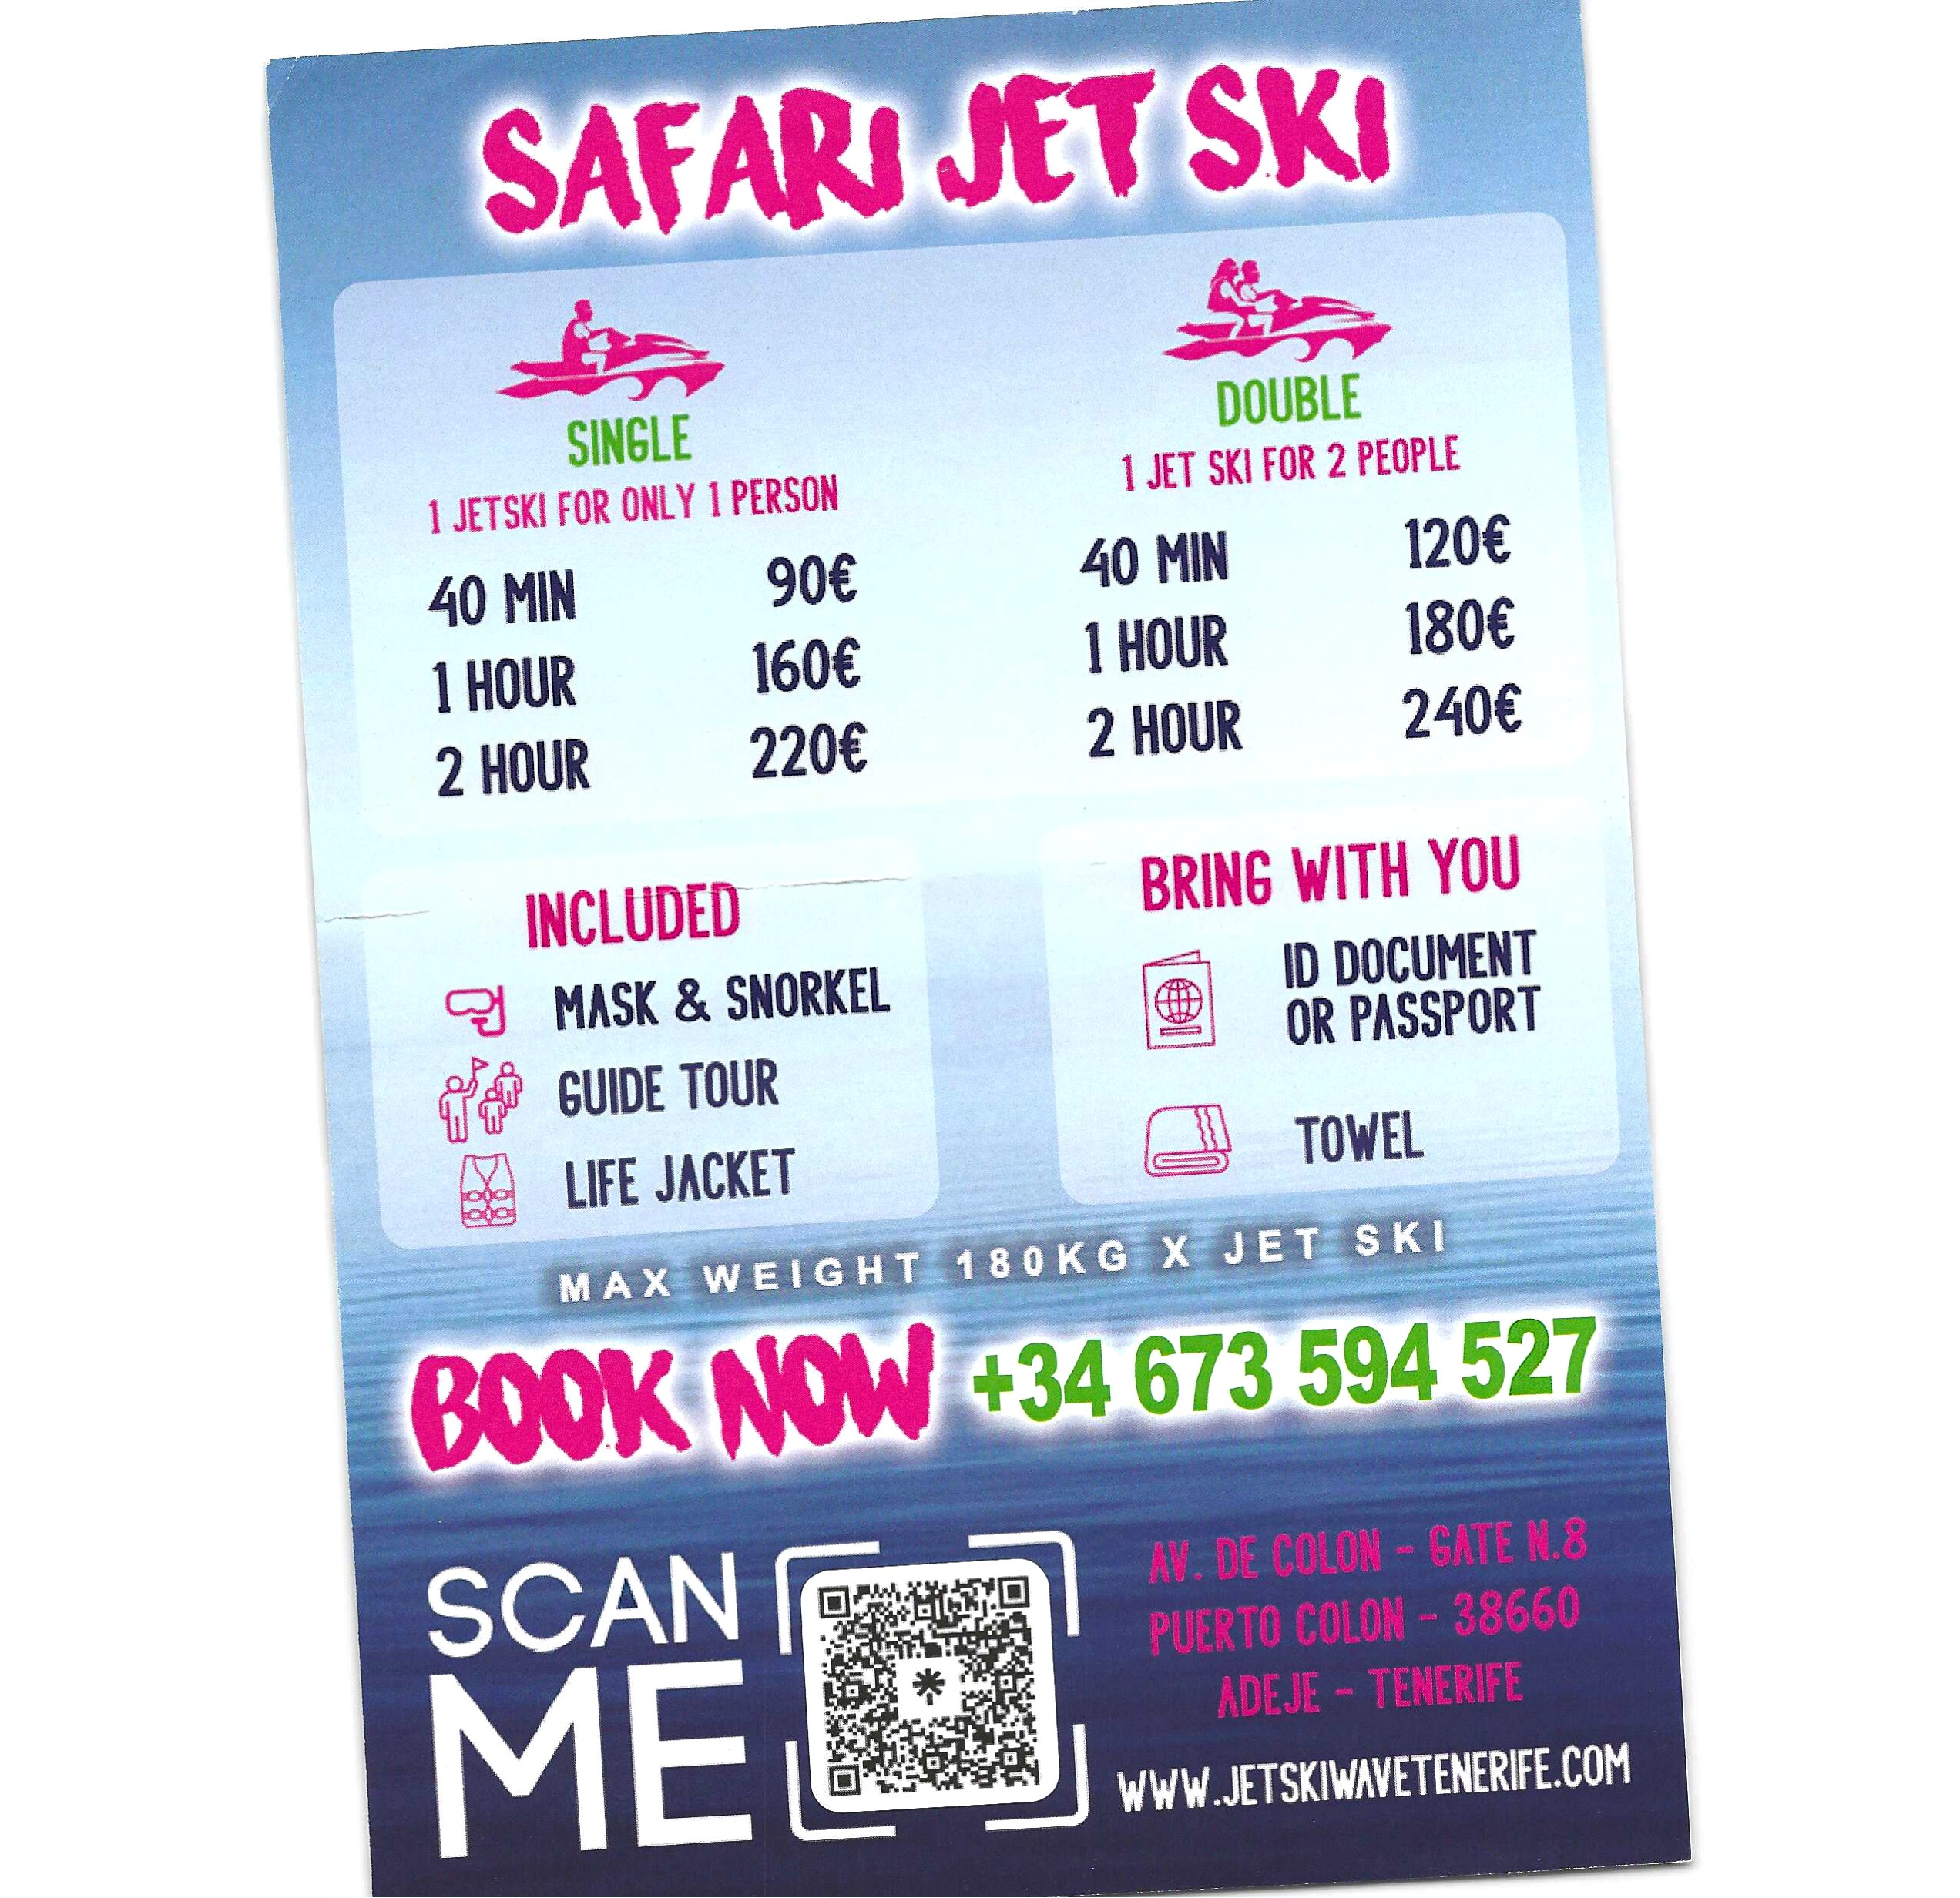 SAFARI JET SKI
SINGLE
1 JETSKI FOR ONLY 1 PERSON
40 MIN 90€
1 HOUR 160€
2 HOUR 220€
DOUBLE
1 JET SKI FOR 2 PEOPLE
40 MIN 120€
1 HOUR 180€
2 HOUR 240€
INCLUDED
MASK & SNORKEL
GUIDE TOUR
LIFE JACKET
BRING WITH YOU
ID DOCUMENT
OR PASSPORT
TOWEL
MAX WEIGHT 180KG X JET SKI
BOOK NOW +34 673 594 527
SCAN
ME
AV. DE COLON - GATE N.8
PUERTO COLON - 38660
ADEJE - TENERIFE
WWW.JETSKIWAVETENERIFE.COM